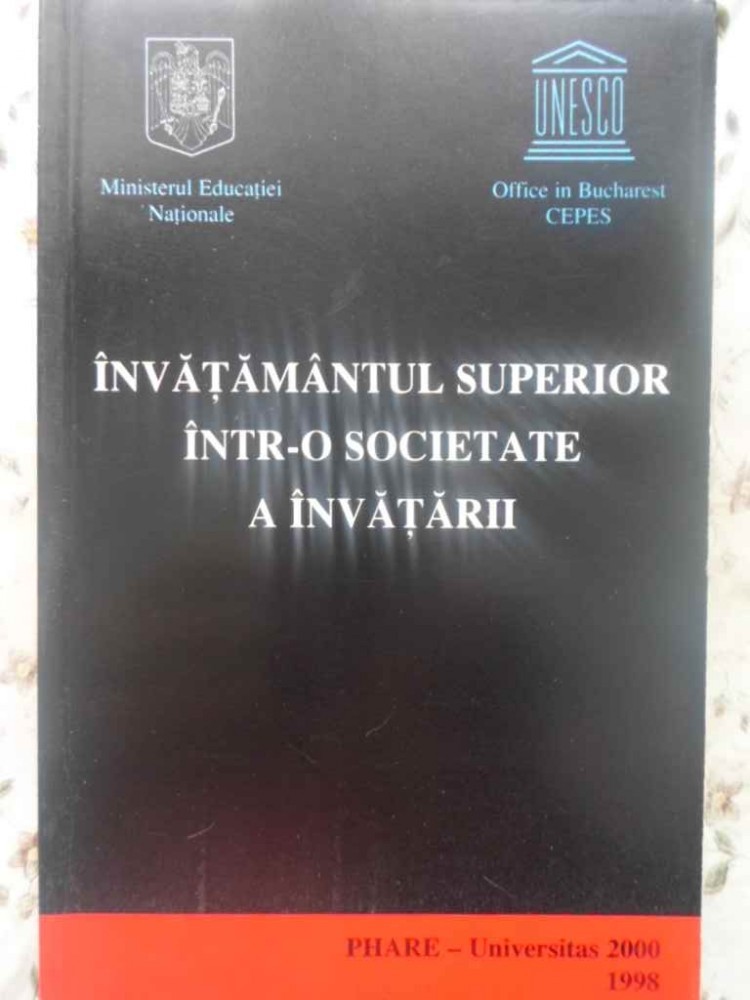 UNESCO
Ministerul Educației
Naționale
Office in Bucharest
CEPES
ÎNVĂȚĂMÂNTUL SUPERIOR
ÎNTR-O SOCIETATE
A ÎNVĂȚĂRII
PHARE – Universitas 2000
1998